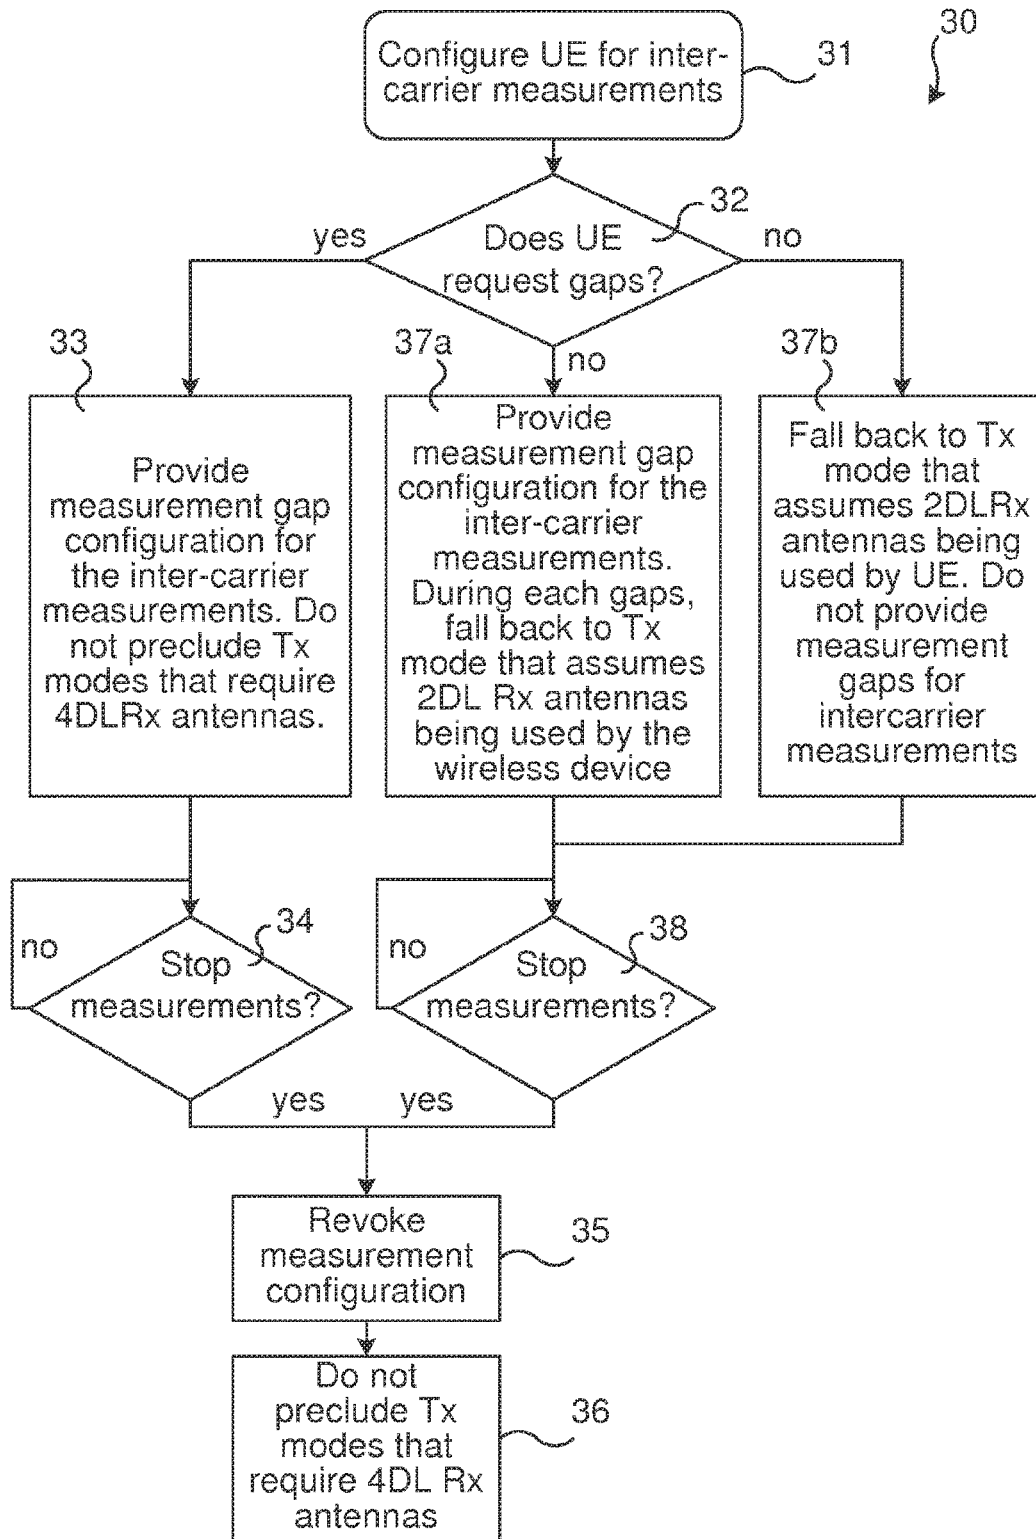 30
Configure UE for inter-
carrier measurements
31
32
Does UE
request gaps?
yes
no
no
33
Provide
measurement gap
configuration for
the inter-carrier
measurements. Do
not preclude Tx
modes that require
4DLRx antennas.
37a
Provide
measurement gap
configuration for the
inter-carrier
measurements.
During each gaps,
fall back to Tx
mode that assumes
2DL Rx antennas
being used by the
wireless device
37b
Fall back to Tx
mode that
assumes 2DLRx
antennas being
used by UE. Do
not provide
measurement
gaps for
intercarrier
measurements
34
no
Stop
measurements?
yes
38
no
Stop
measurements?
yes
Revoke
measurement
configuration
35
Do not
preclude Tx
modes that
require 4DL Rx
antennas
36